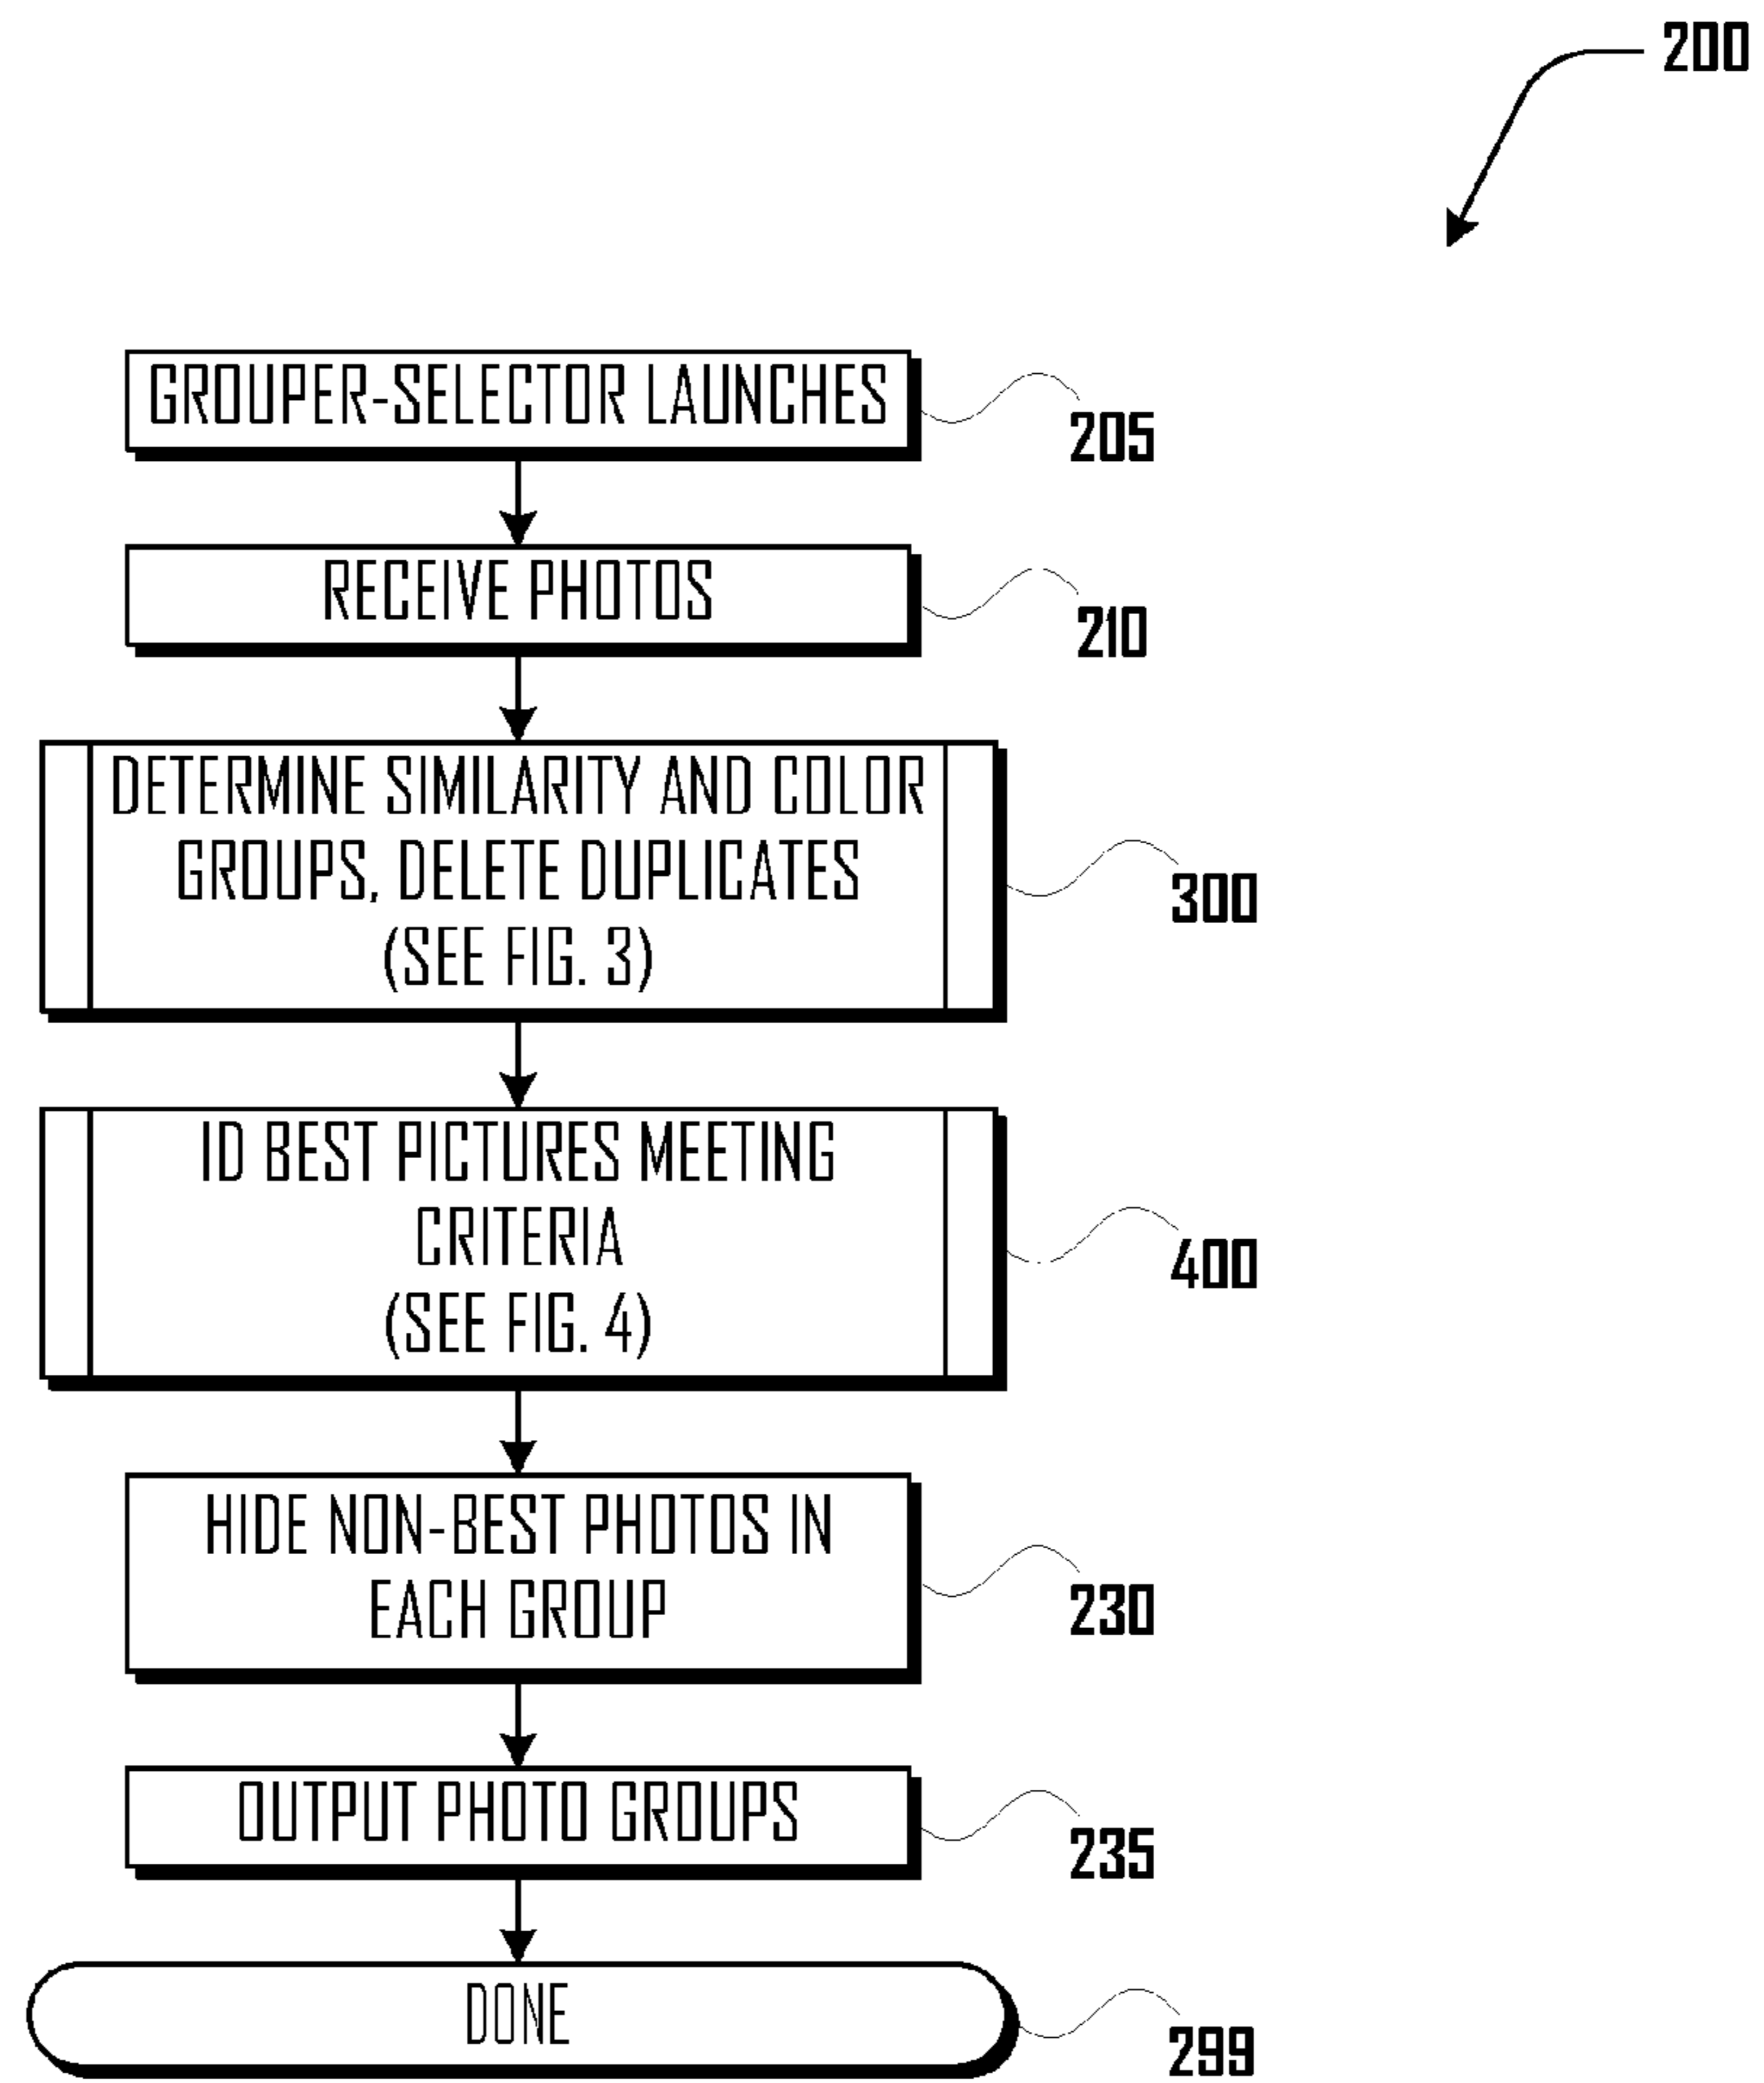 200
GROUPER-SELECTOR LAUNCHES
205
RECEIVE PHOTOS
210
DETERMINE SIMILARITY AND COLOR
GROUPS, DELETE DUPLICATES
(SEE FIG. 3)
300
ID BEST PICTURES MEETING
CRITERIA
(SEE FIG. 4)
400
HIDE NON-BEST PHOTOS IN
EACH GROUP
230
OUTPUT PHOTO GROUPS
235
DONE
299